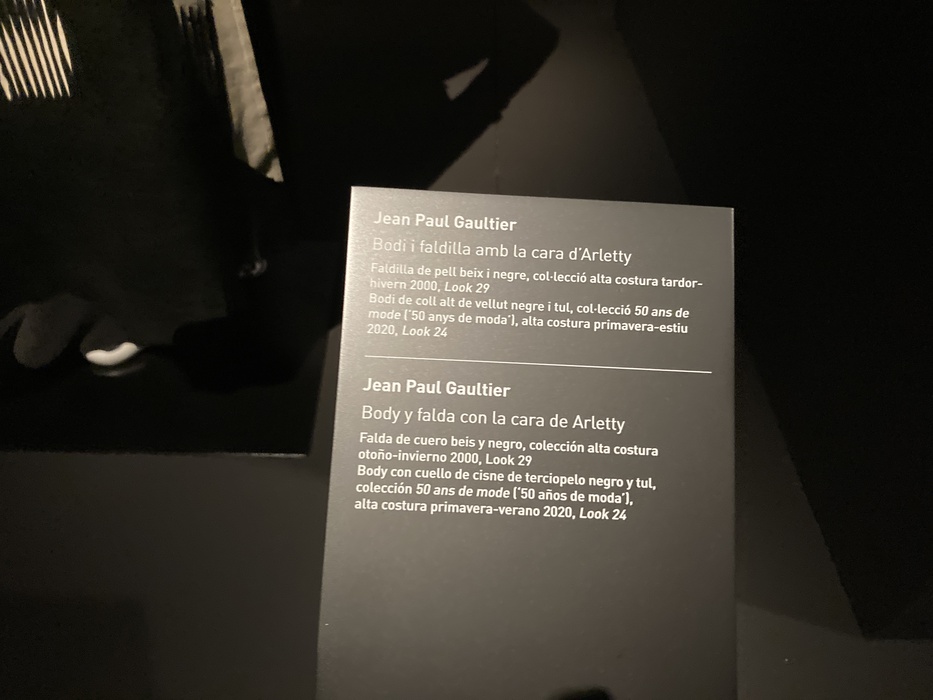 Jean Paul Gaultier
Bodi i faldilla amb la cara d'Arletty
Faldilla de pell beix i negre, col·lecció alta costura tardor-
hivern 2000, Look 29
Bodi de coll alt de vellut negre i tul, col·lecció 50 ans de
mode ('50 anys de moda'), alta costura primavera-estiu
2020, Look 24
Jean Paul Gaultier
Body y falda con la cara de Arletty
Falda de cuero beis y negro, colección alta costura
otoño-invierno 2000, Look 29
Body con cuello de cisne de terciopelo negro y tul,
colección 50 ans de mode ('50 años de moda'),
alta costura primavera-verano 2020, Look 24